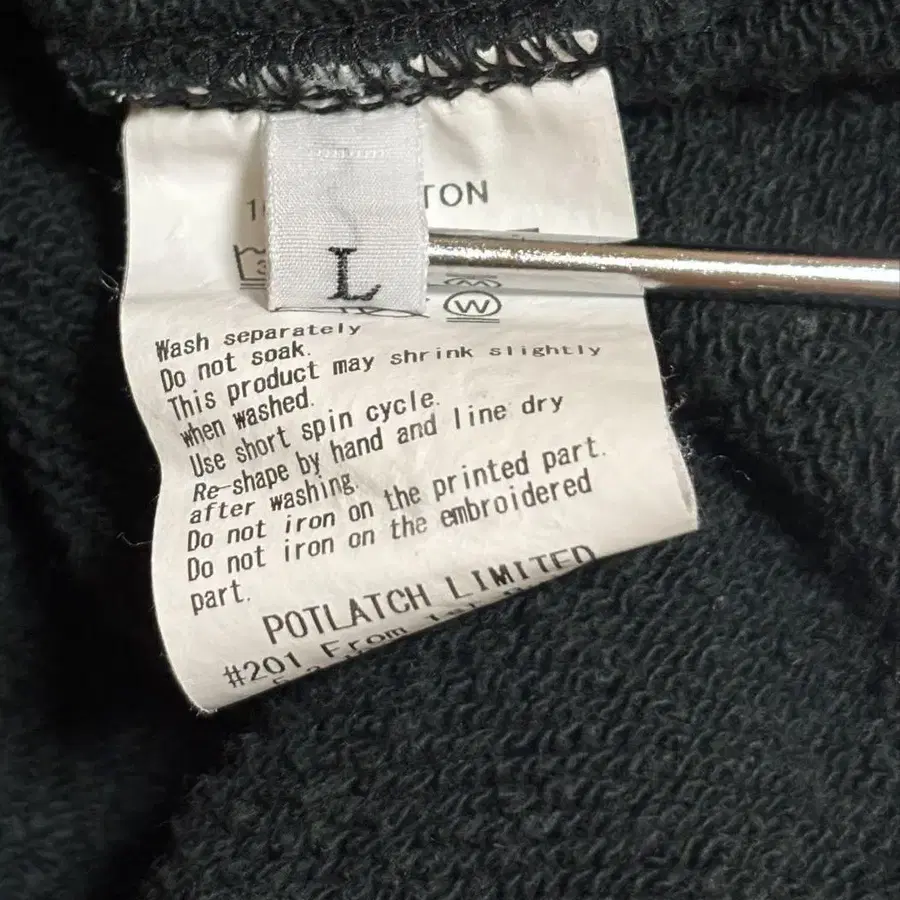 TON
L
W
Wash separately
Do not soak.
This product may shrink slightly
when washed.
Use short spin cycle.
Re-shape by hand and line dry
after washing.
Do not iron on the printed part.
Do not iron on the embroidered
part.
POTLATCH LIMITED
#201 From 1st